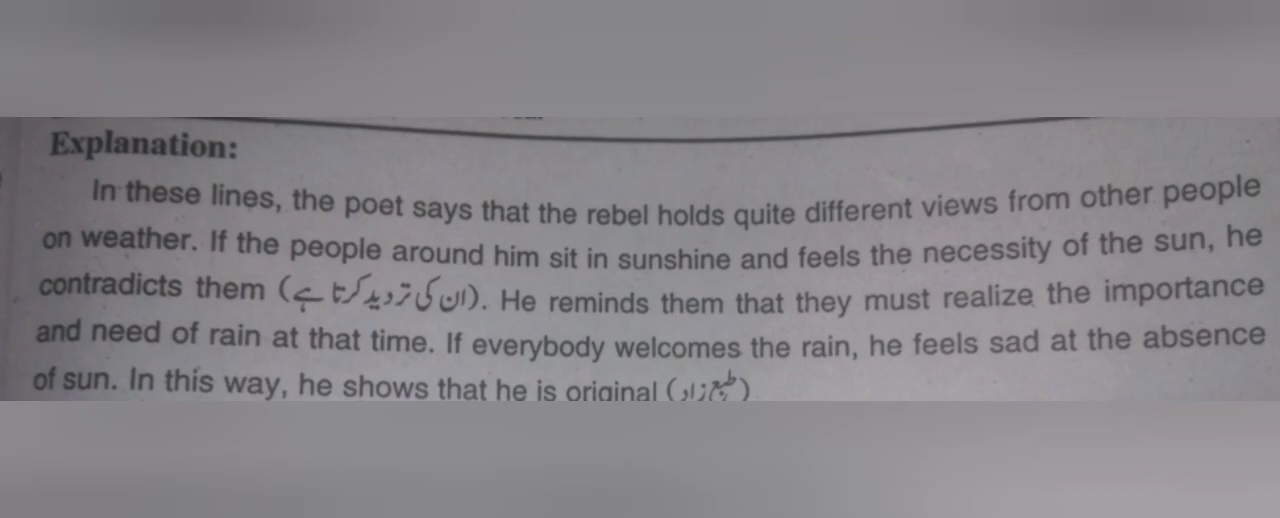 Explanation:
In these lines, the poet says that the rebel holds quite different views from other people
on weather. If the people around him sit in sunshine and feels the necessity of the sun, he
contradicts them (ان کی تردید کرتا ہے). He reminds them that they must realize the importance
and need of rain at that time. If everybody welcomes the rain, he feels sad at the absence
of sun. In this way, he shows that he is original (طبع زاد)